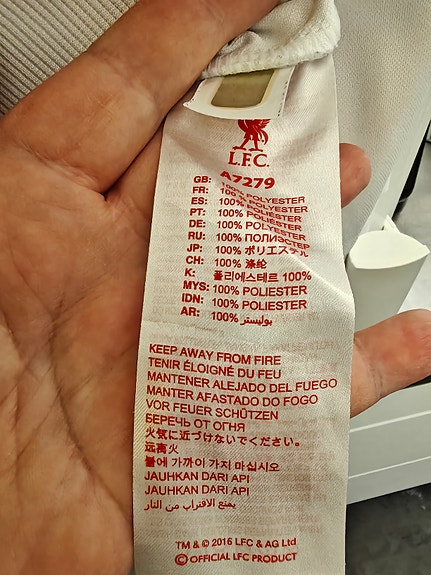 L.F.C.
A7279
GB: 100% POLYESTER
FR: 100% POLYESTER
ES: 100% POLIÉSTER
PT: 100% POLIÉSTER
DE: 100% POLYESTER
RU: 100% ПОЛИЭСТЕР
JP: 100% ポリエステル
CH: 100% 涤纶
K: 폴리에스테르 100%
MYS: 100% POLIESTER
IDN: 100% POLIESTER
AR: 100% بوليستر
KEEP AWAY FROM FIRE
TENIR ÉLOIGNÉ DU FEU
MANTENER ALEJADO DEL FUEGO
MANTER AFASTADO DO FOGO
VOR FEUER SCHÜTZEN
БЕРЕЧЬ ОТ ОГНЯ
火気に近づけないでください。
远离火
불에 가까이 가지 마십시오
JAUHKAN DARI API
JAUHKAN DARI API
يمنع الاقتراب من النار
TM & © 2016 LFC & AG Ltd
© OFFICIAL LFC PRODUCT